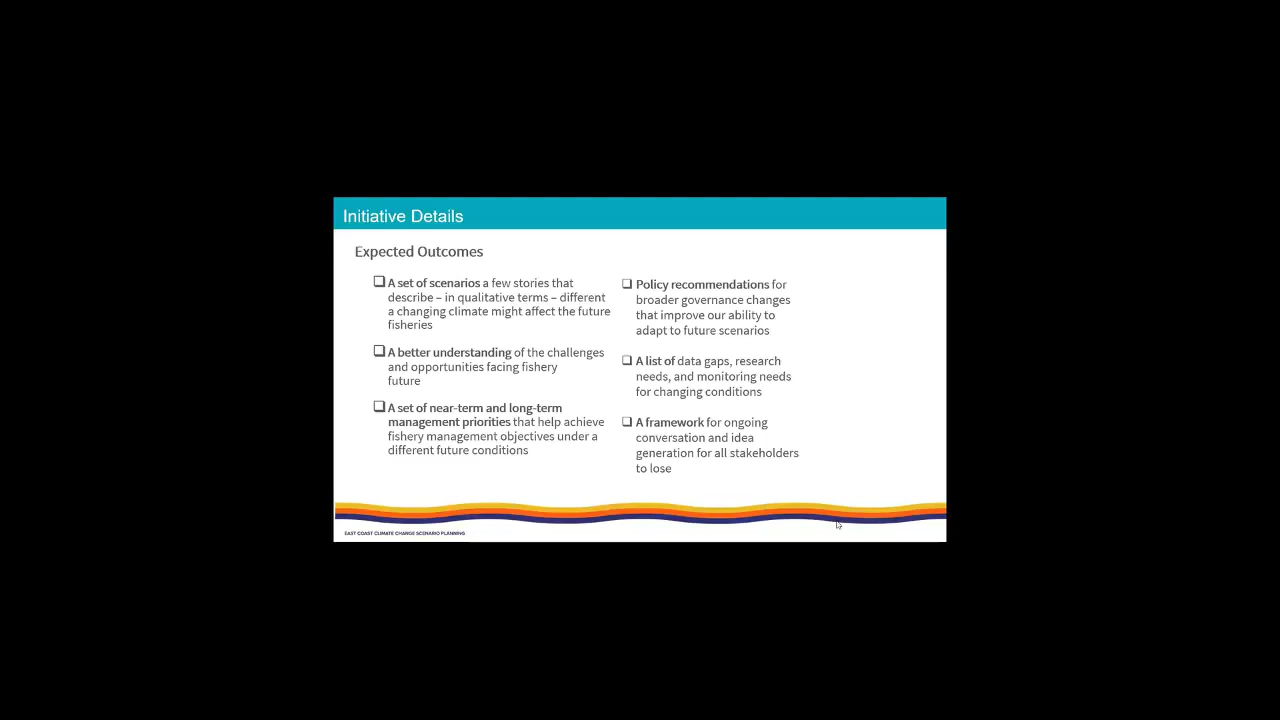 Initiative Details
Expected Outcomes
A set of scenarios a few stories that
describe – in qualitative terms – different
a changing climate might affect the future
fisheries
A better understanding of the challenges
and opportunities facing fishery
future
A set of near-term and long-term
management priorities that help achieve
fishery management objectives under a
different future conditions
Policy recommendations for
broader governance changes
that improve our ability to
adapt to future scenarios
A list of data gaps, research
needs, and monitoring needs
for changing conditions
A framework for ongoing
conversation and idea
generation for all stakeholders
to lose
EAST COAST CLIMATE CHANGE SCENARIO PLANNING